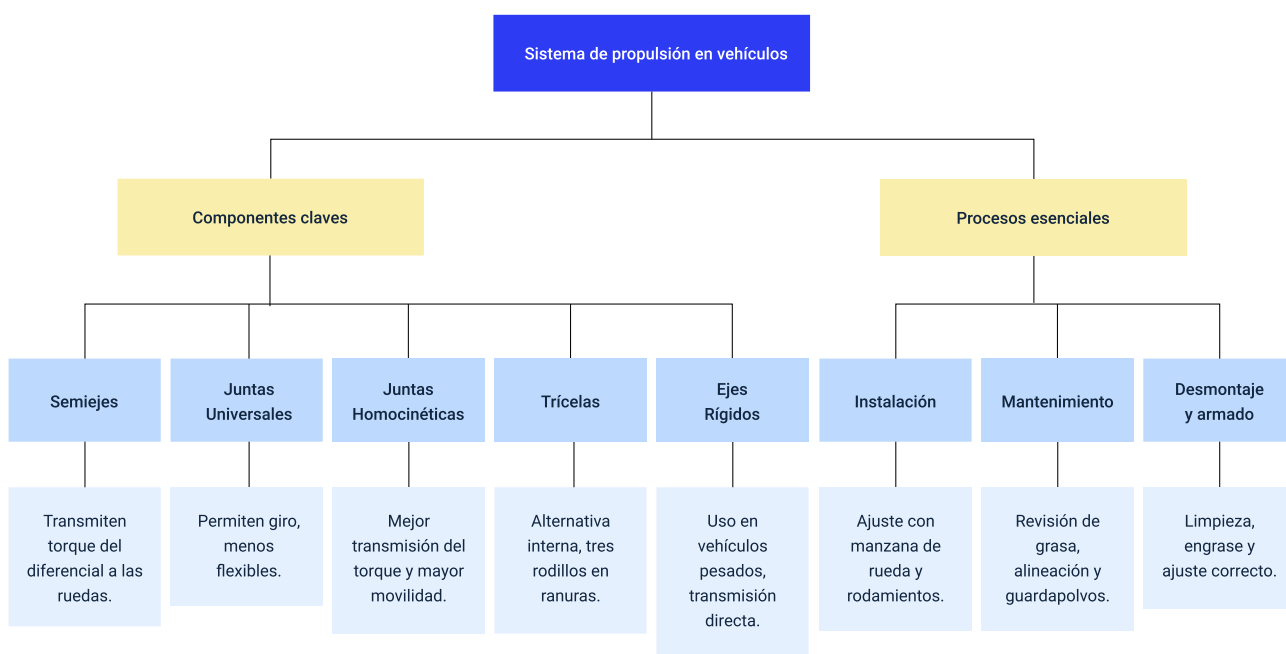 Sistema de propulsión en vehículos
Componentes claves
Procesos esenciales
Semiejes
Juntas
Universales
Juntas
Homocinéticas
Trícelas
Ejes
Rígidos
Instalación
Mantenimiento
Desmontaje
y armado
Transmiten
torque del
diferencial a las
ruedas.
Permiten giro,
menos
flexibles.
Mejor
transmisión del
torque y mayor
movilidad.
Alternativa
interna, tres
rodillos en
ranuras.
Uso en
vehículos
pesados,
transmisión
directa.
Ajuste con
manzana de
rueda y
rodamientos.
Revisión de
grasa,
alineación y
guardapolvos.
Limpieza,
engrase y
ajuste correcto.